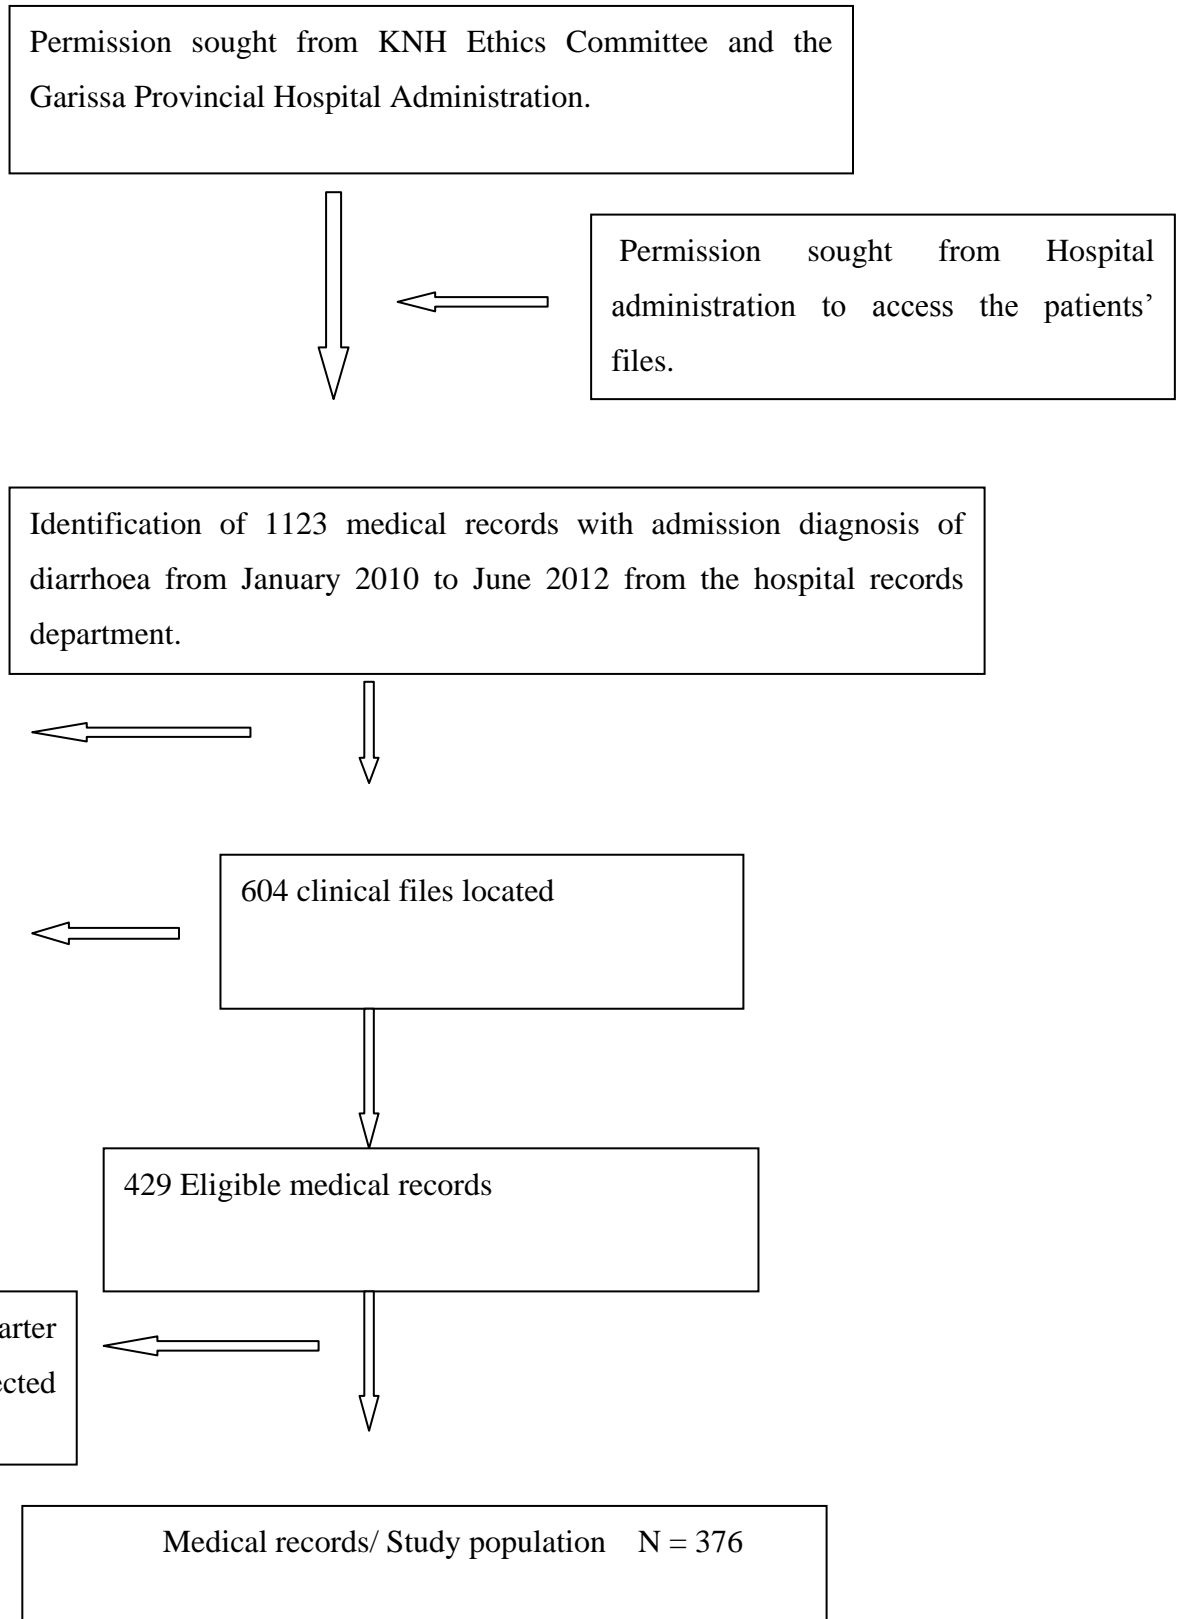 Permission sought from KNH Ethics Committee and the
Garissa Provincial Hospital Administration.
Permission sought from Hospital
administration to access the patients’
files.
Identification of 1123 medical records with admission diagnosis of
diarrhoea from January 2010 to June 2012 from the hospital records
department.
604 clinical files located
429 Eligible medical records
arter
ected
Medical records/ Study population N = 376